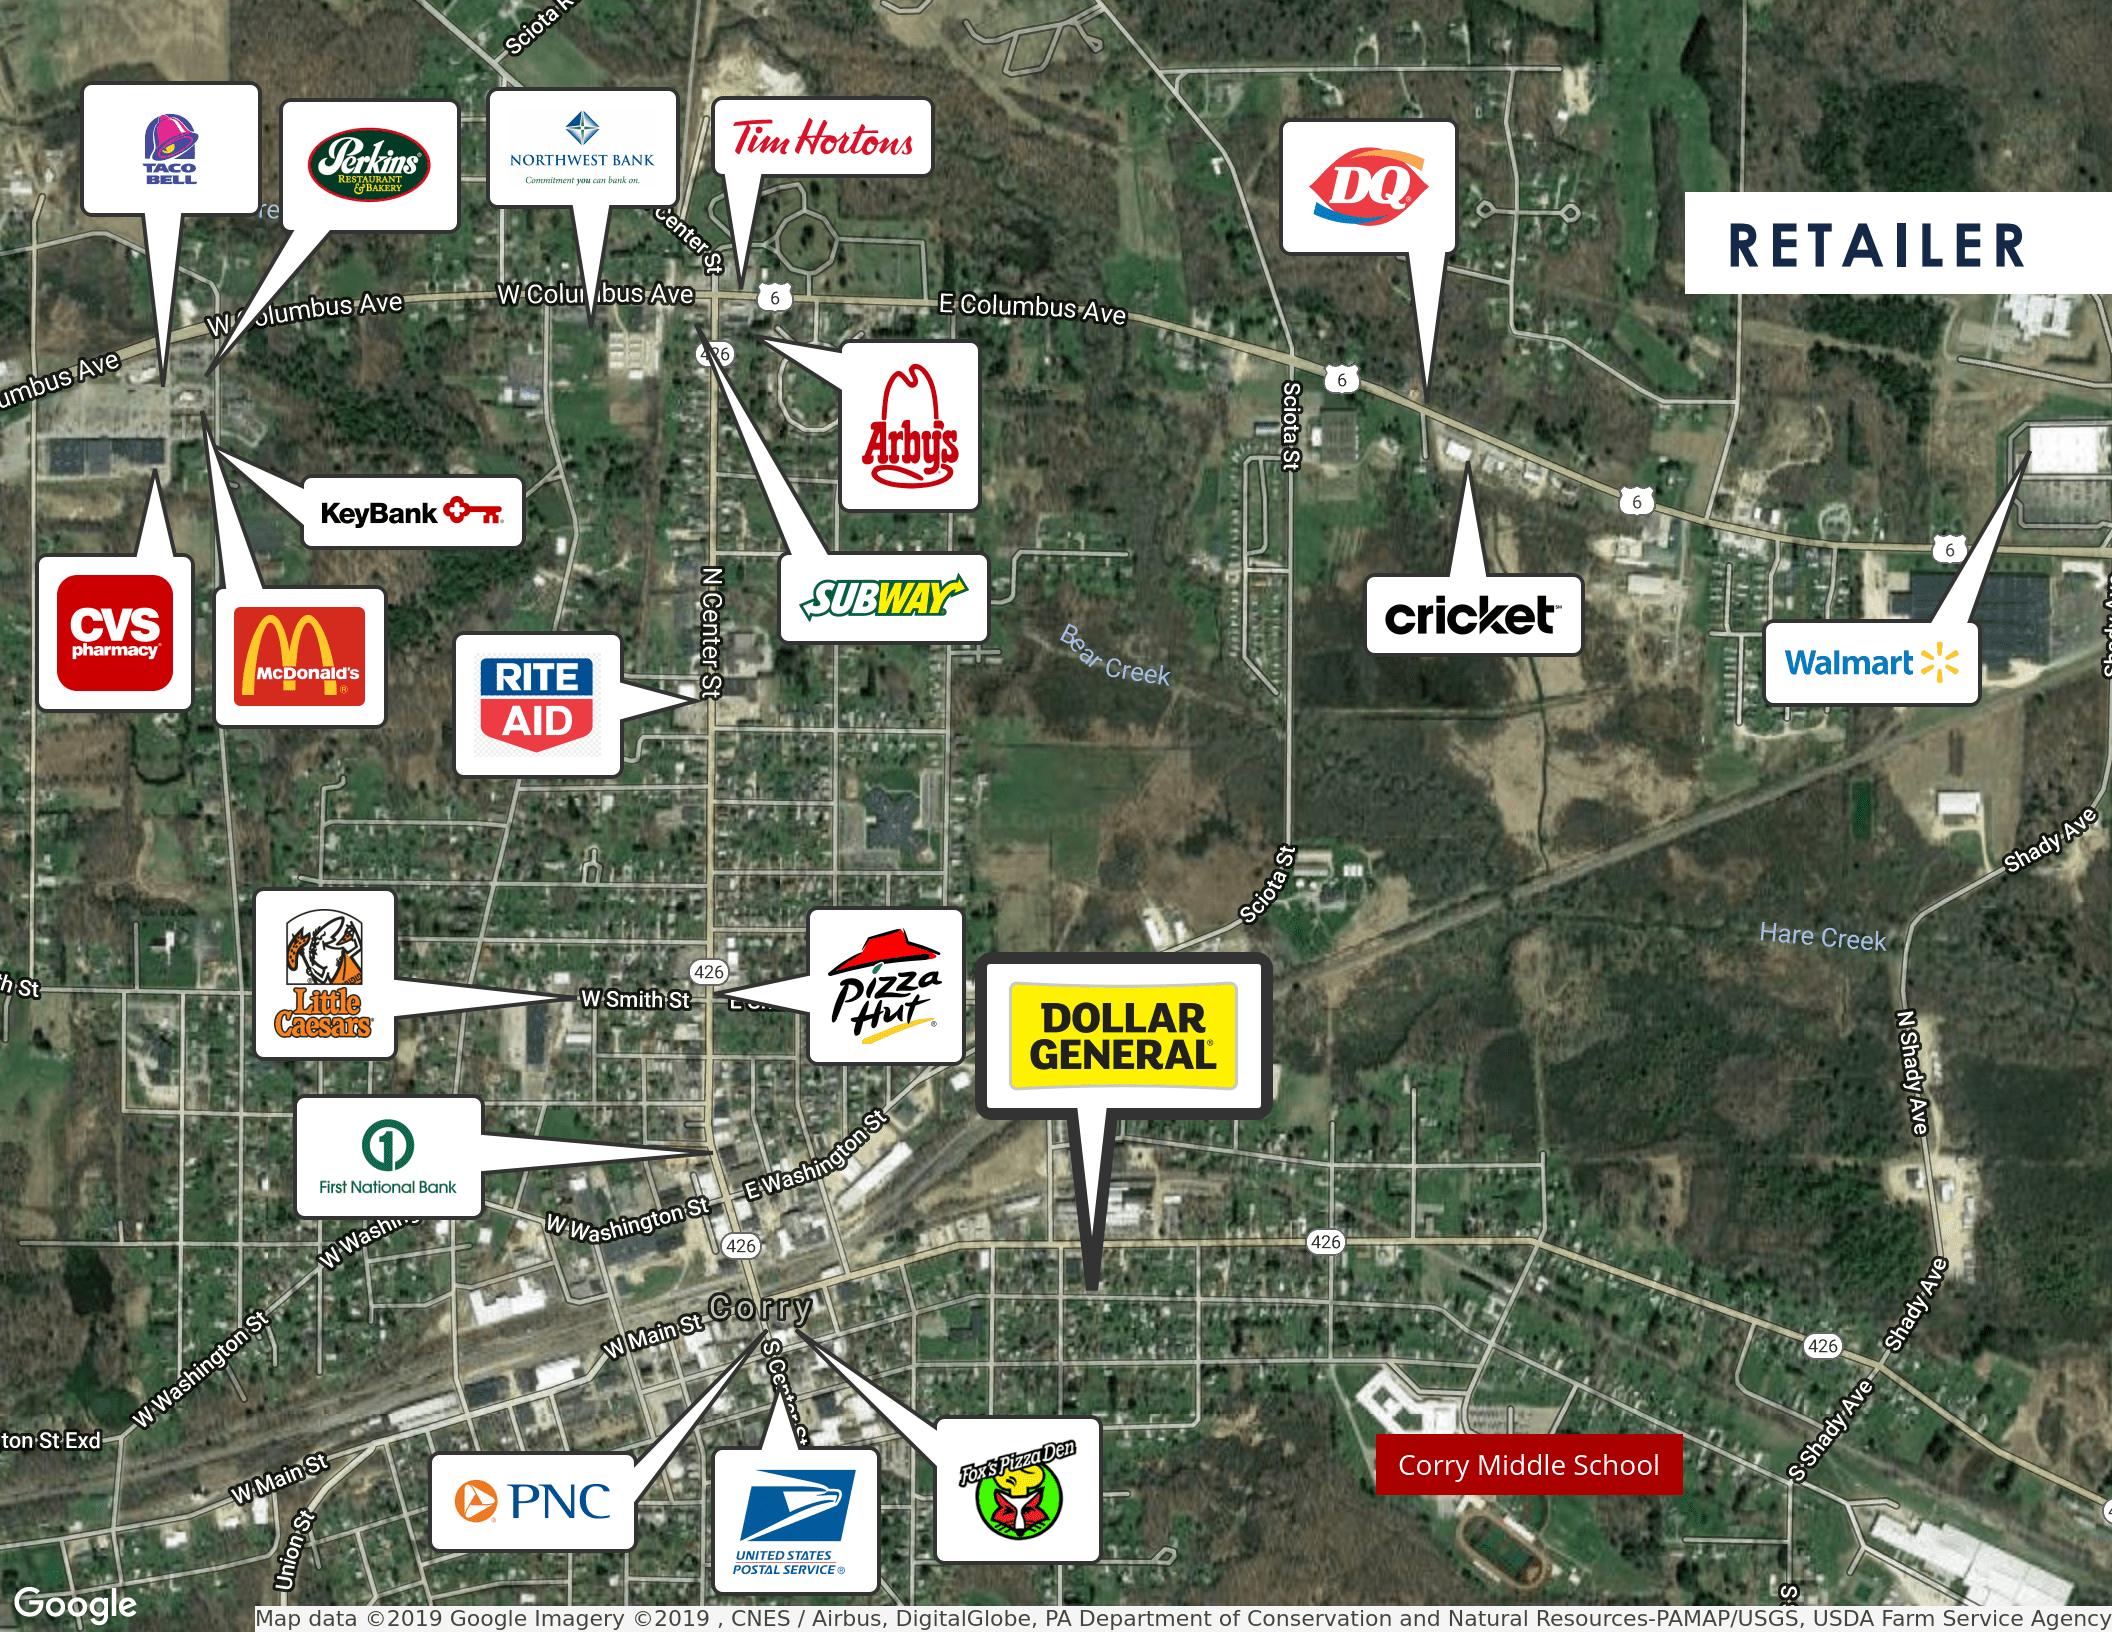 Sciota R
TACO
BELL
Perkins
RESTAURANT
& BAKERY
NORTHWEST BANK
Commitment you can bank on.
Tim Hortons
DQ
RETAILER
Center St
W Columbus Ave
W Columbus Ave
6
E Columbus Ave
umbus Ave
426
6
Arby's
Sciota St
6
6
KeyBank
CVS
pharmacy
McDonald's
SUBWAY
N Center St
cricket
Bear Creek
Walmart
RITE
AID
Shady Ave
Sciota St
Hare Creek
Little
Caesars
426
W Smith St
Pizza
Hut
th St
DOLLAR
GENERAL
N Shady Ave
First National Bank
E Washington St
W Washington St
426
426
Corry
W Main St
426
Shady Ave
S Center St
W Washington St
S Shady Ave
ton St Exd
W Main St
Union St
PNC
UNITED STATES
POSTAL SERVICE
Fox's Pizza Den
Corry Middle School
Google
Map data ©2019 Google Imagery ©2019 , CNES / Airbus, DigitalGlobe, PA Department of Conservation and Natural Resources-PAMAP/USGS, USDA Farm Service Agency